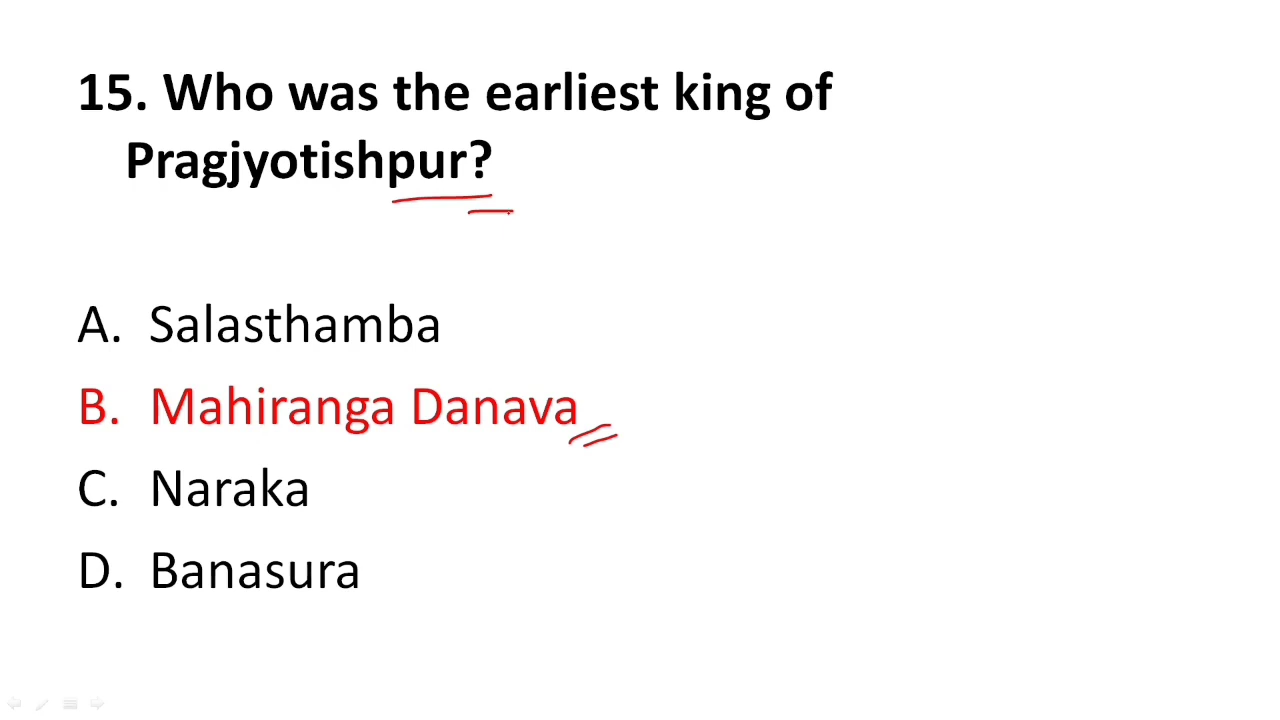 15. Who was the earliest king of
Pragjyotishpur?
A. Salasthamba
B. Mahiranga Danava
C. Naraka
D. Banasura